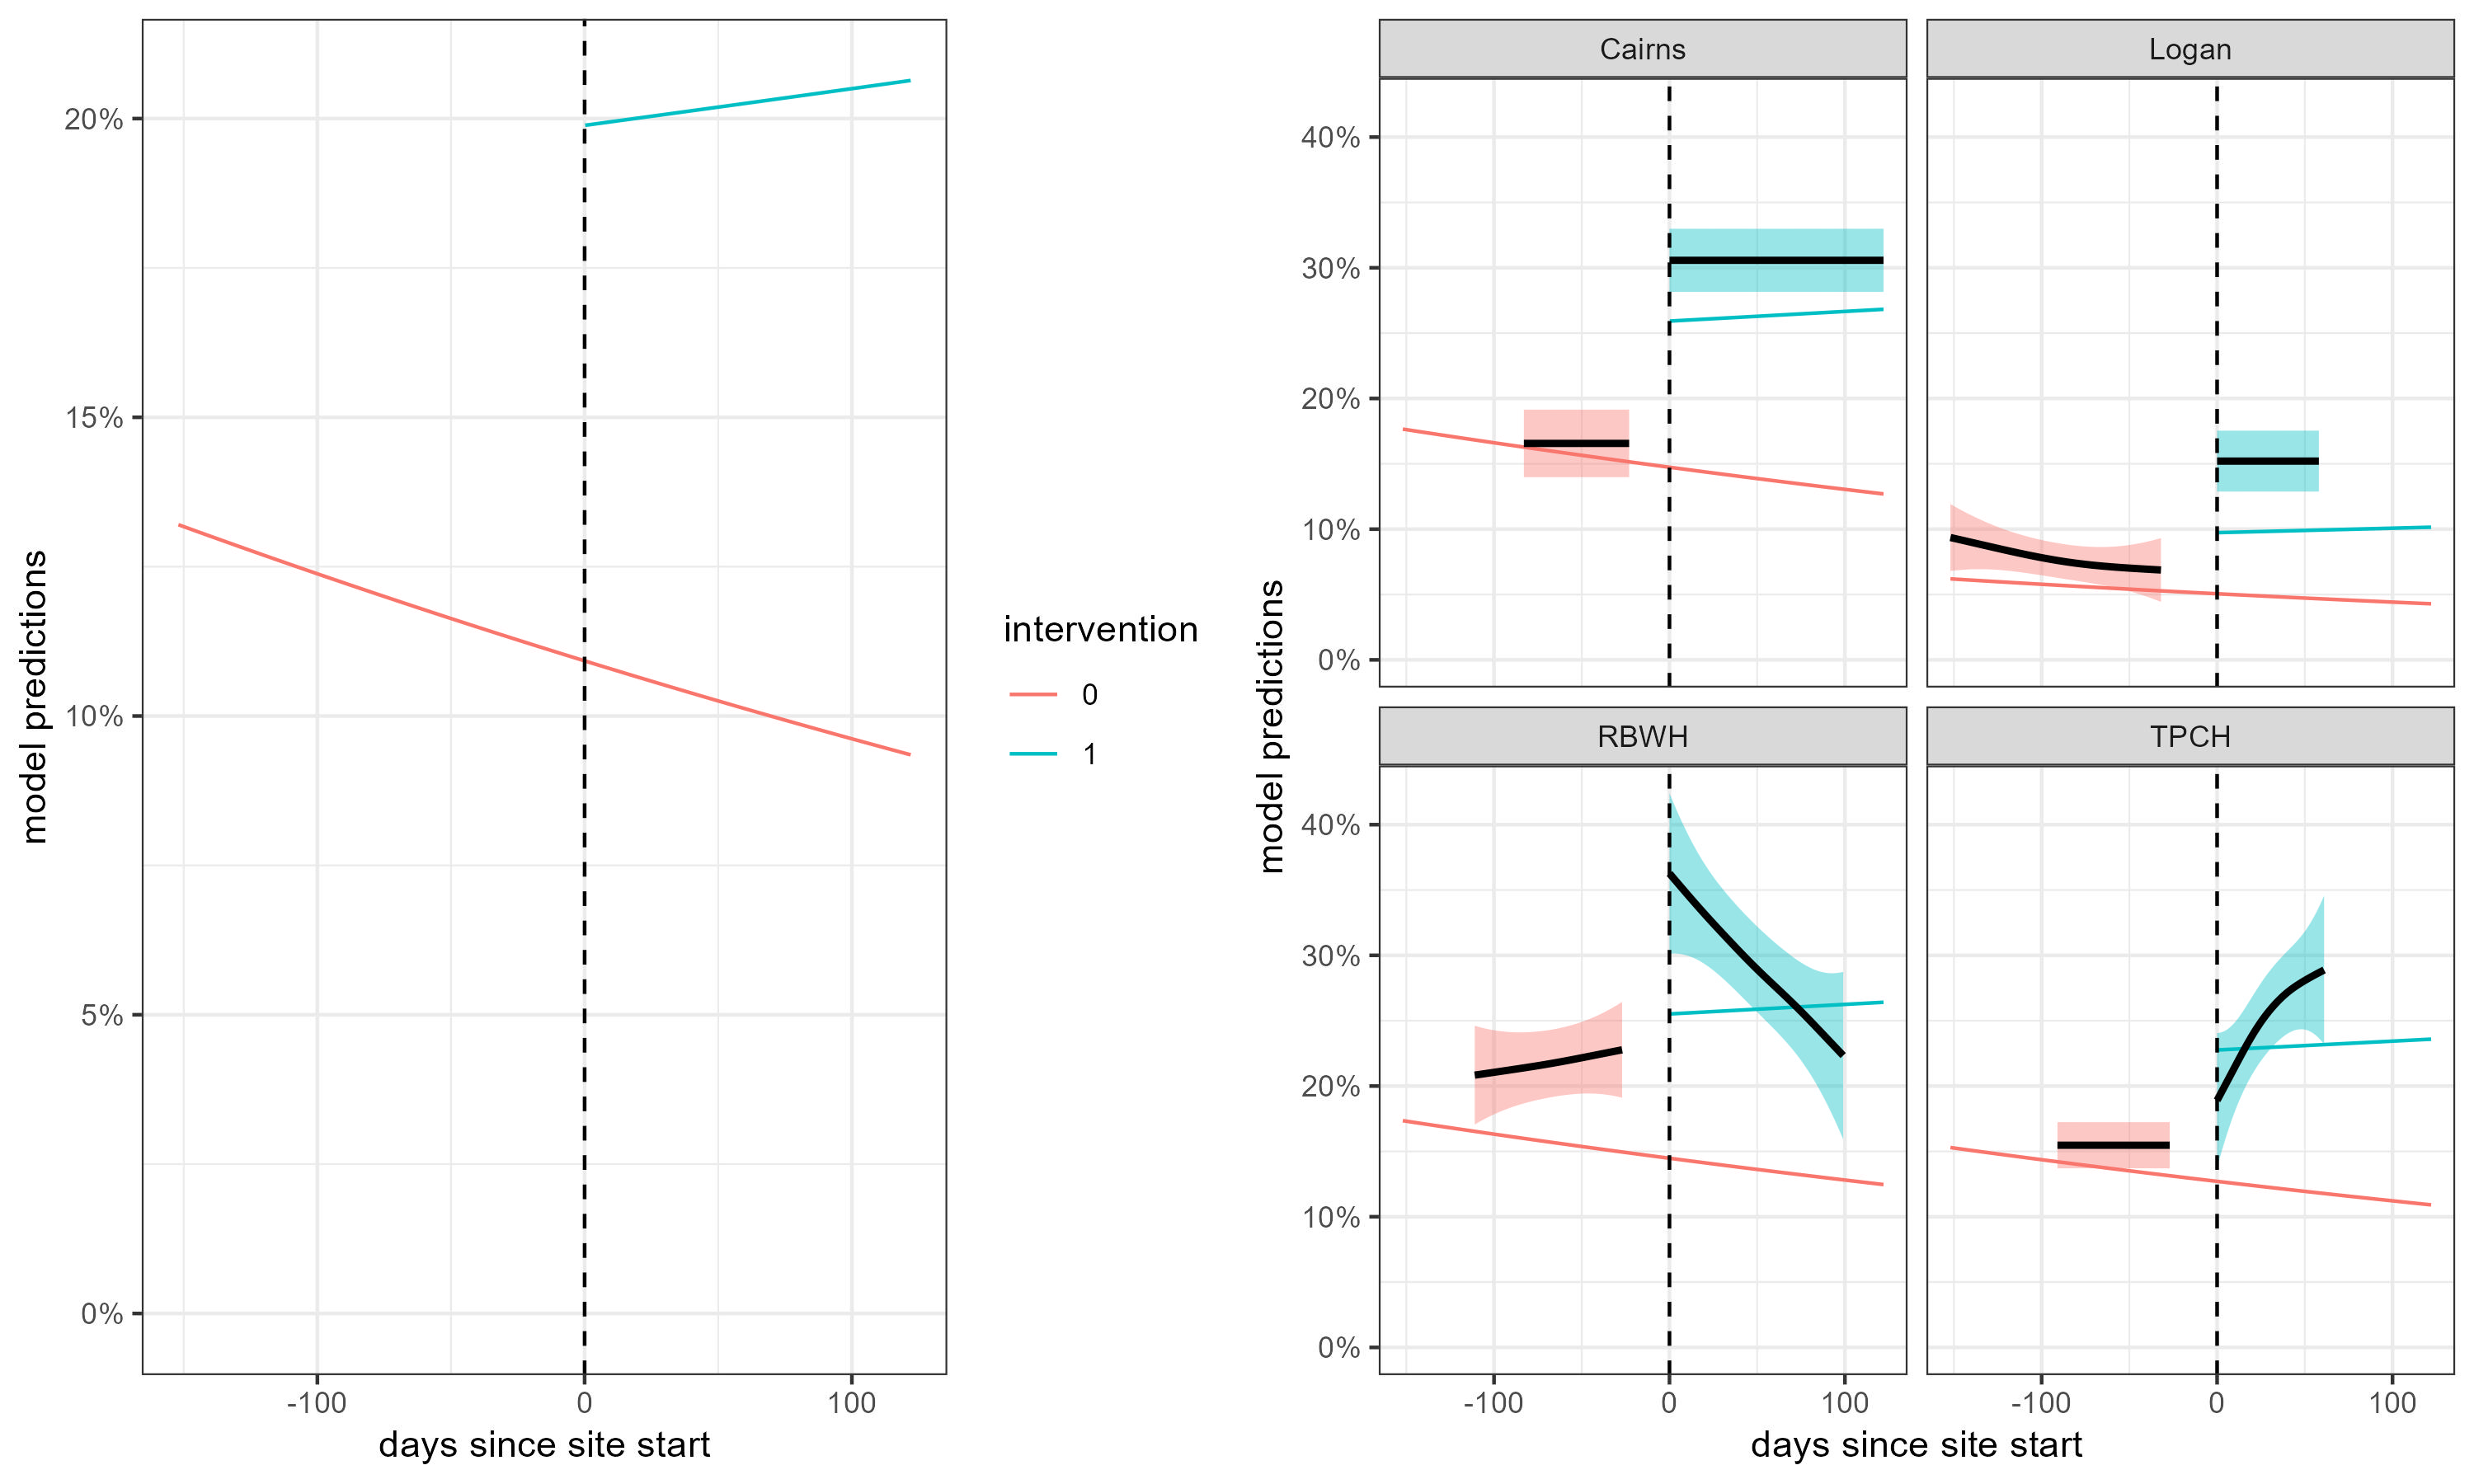 model predictions
20%
15%
10%
5%
0%
-100 0 100
days since site start
intervention
0
1
model predictions
Cairns Logan
40%
30%
20%
10%
0%
RBWH TPCH
40%
30%
20%
10%
0%
-100 0 100 -100 0 100
days since site start